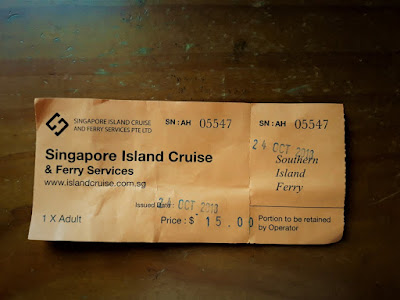 SINGAPORE ISLAND CRUISE
AND FERRY SERVICES PTE LTD
SN : AH 05547
Singapore Island Cruise
& Ferry Services
www.islandcruise.com.sg
Issued Date : 24 OCT 2013
1 X Adult
Price : $ 15.00
SN : AH 05547
24 OCT 2013
Southern
Island
Ferry
Portion to be retained
by Operator